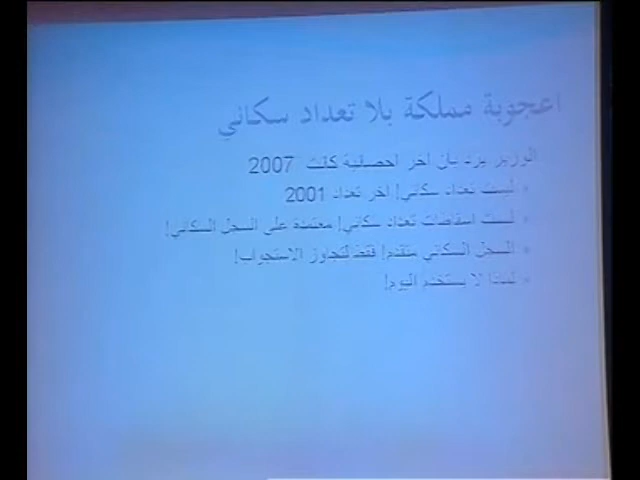 اعجوبة مملكة بلا تعداد سكاني
الوزير يرد بان آخر احصائية كانت 2007
ليست تعداد سكاني! اخر تعداد 2001
ليست اسقاطات تعداد سكاني! معتمدة على السجل السكاني!
السجل السكاني متقدم! فقط لتجاوز الاستجواب!
لماذا لا يستخدم اليوم!